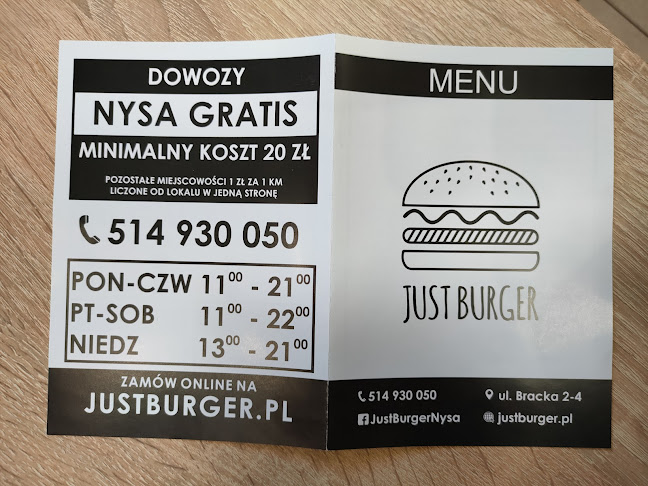 DOWOZY
NYSA GRATIS
MINIMALNY KOSZT 20 ZŁ
POZOSTAŁE MIEJSCOWOŚCI 1 ZŁ ZA 1 KM
LICZONE OD LOKALU W JEDNĄ STRONĘ
514 930 050
PON-CZW 11⁰⁰ - 21⁰⁰
PT-SOB 11⁰⁰ - 22⁰⁰
NIEDZ 13⁰⁰ - 21⁰⁰
ZAMÓW ONLINE NA
JUSTBURGER.PL
MENU
JUST BURGER
514 930 050
ul. Bracka 2-4
JustBurgerNysa
justburger.pl